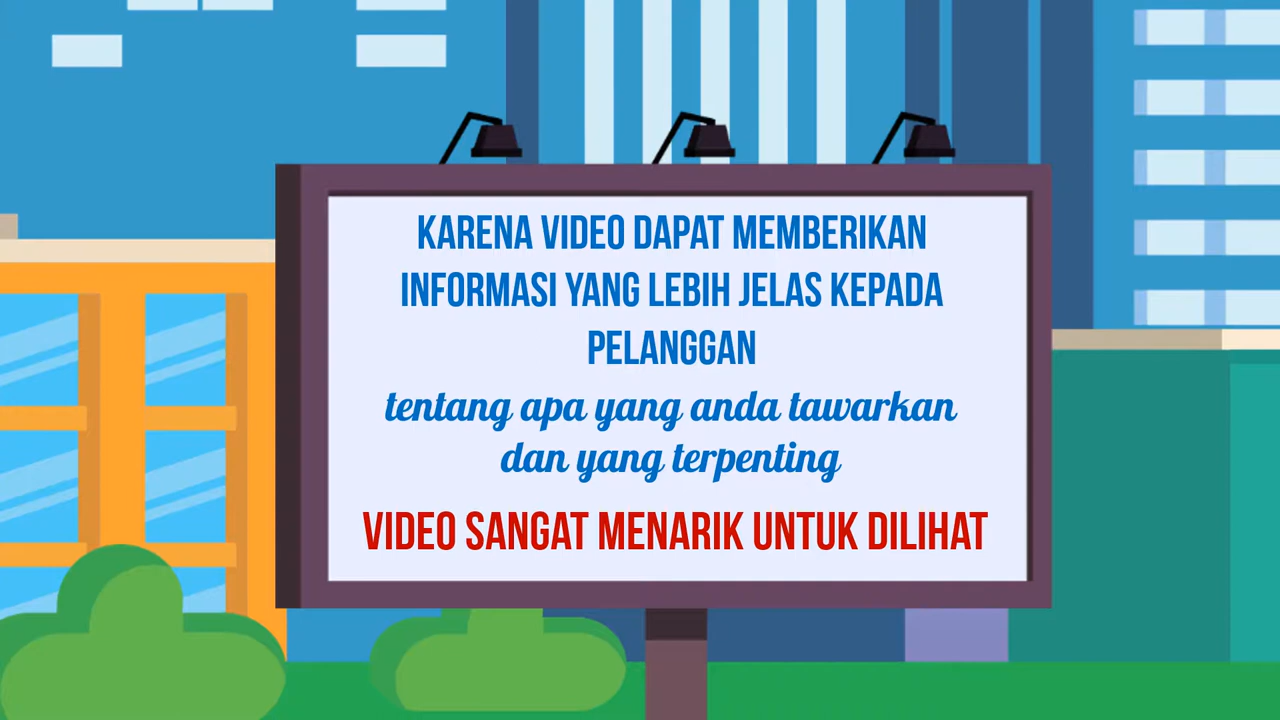 KARENA VIDEO DAPAT MEMBERIKAN
INFORMASI YANG LEBIH JELAS KEPADA
PELANGGAN
tentang apa yang anda tawarkan
dan yang terpenting
VIDEO SANGAT MENARIK UNTUK DILIHAT